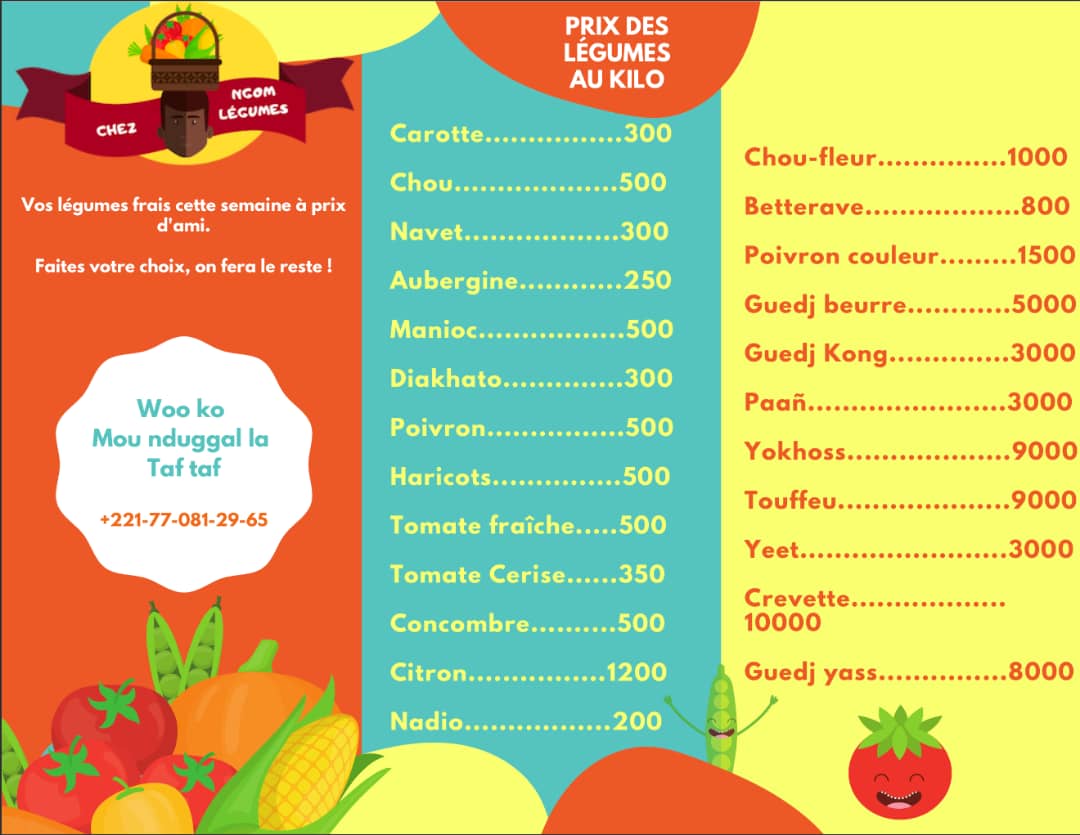 CHEZ
NGOM
LÉGUMES
Vos légumes frais cette semaine à prix
d'ami.
Faites votre choix, on fera le reste !
Woo ko
Mou nduggal la
Taf taf
+221-77-081-29-65
PRIX DES
LÉGUMES
AU KILO
Carotte................300
Chou...................500
Navet..................300
Aubergine............250
Manioc.................500
Diakhato..............300
Poivron................500
Haricots...............500
Tomate fraîche.....500
Tomate Cerise......350
Concombre..........500
Citron................1200
Nadio.................200
Chou-fleur...............1000
Betterave..................800
Poivron couleur.........1500
Guedj beurre............5000
Guedj Kong..............3000
Paañ.......................3000
Yokhoss...................9000
Touffeu....................9000
Yeet........................3000
Crevette..................
10000
Guedj yass...............8000